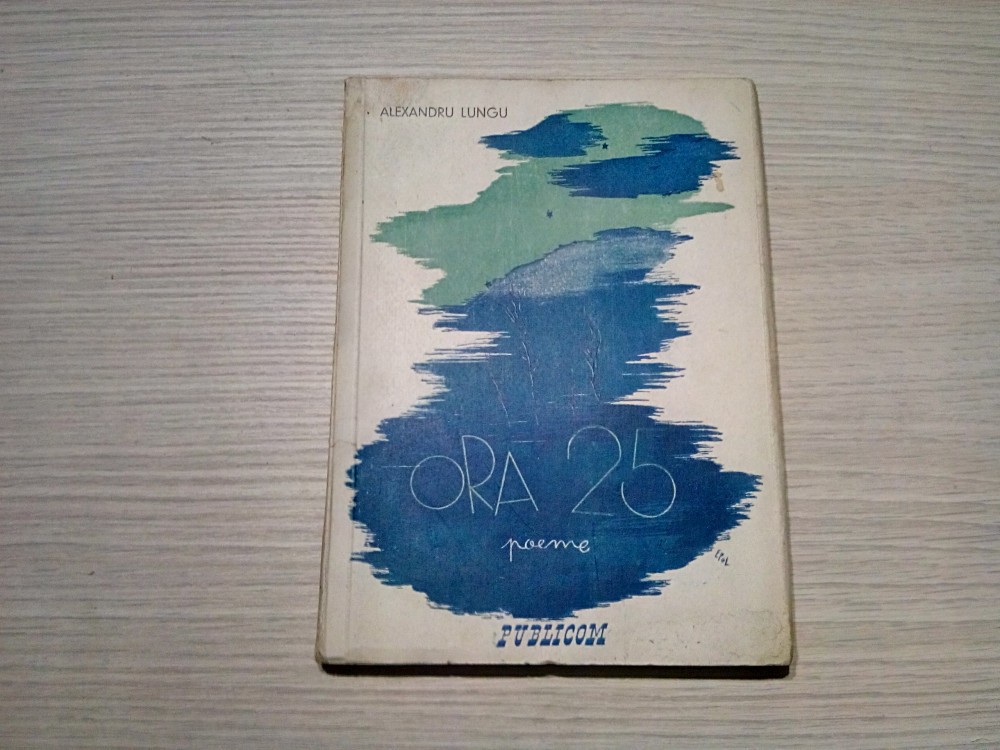 ALEXANDRU LUNGU
ORA 25
poeme
PUBLICOM